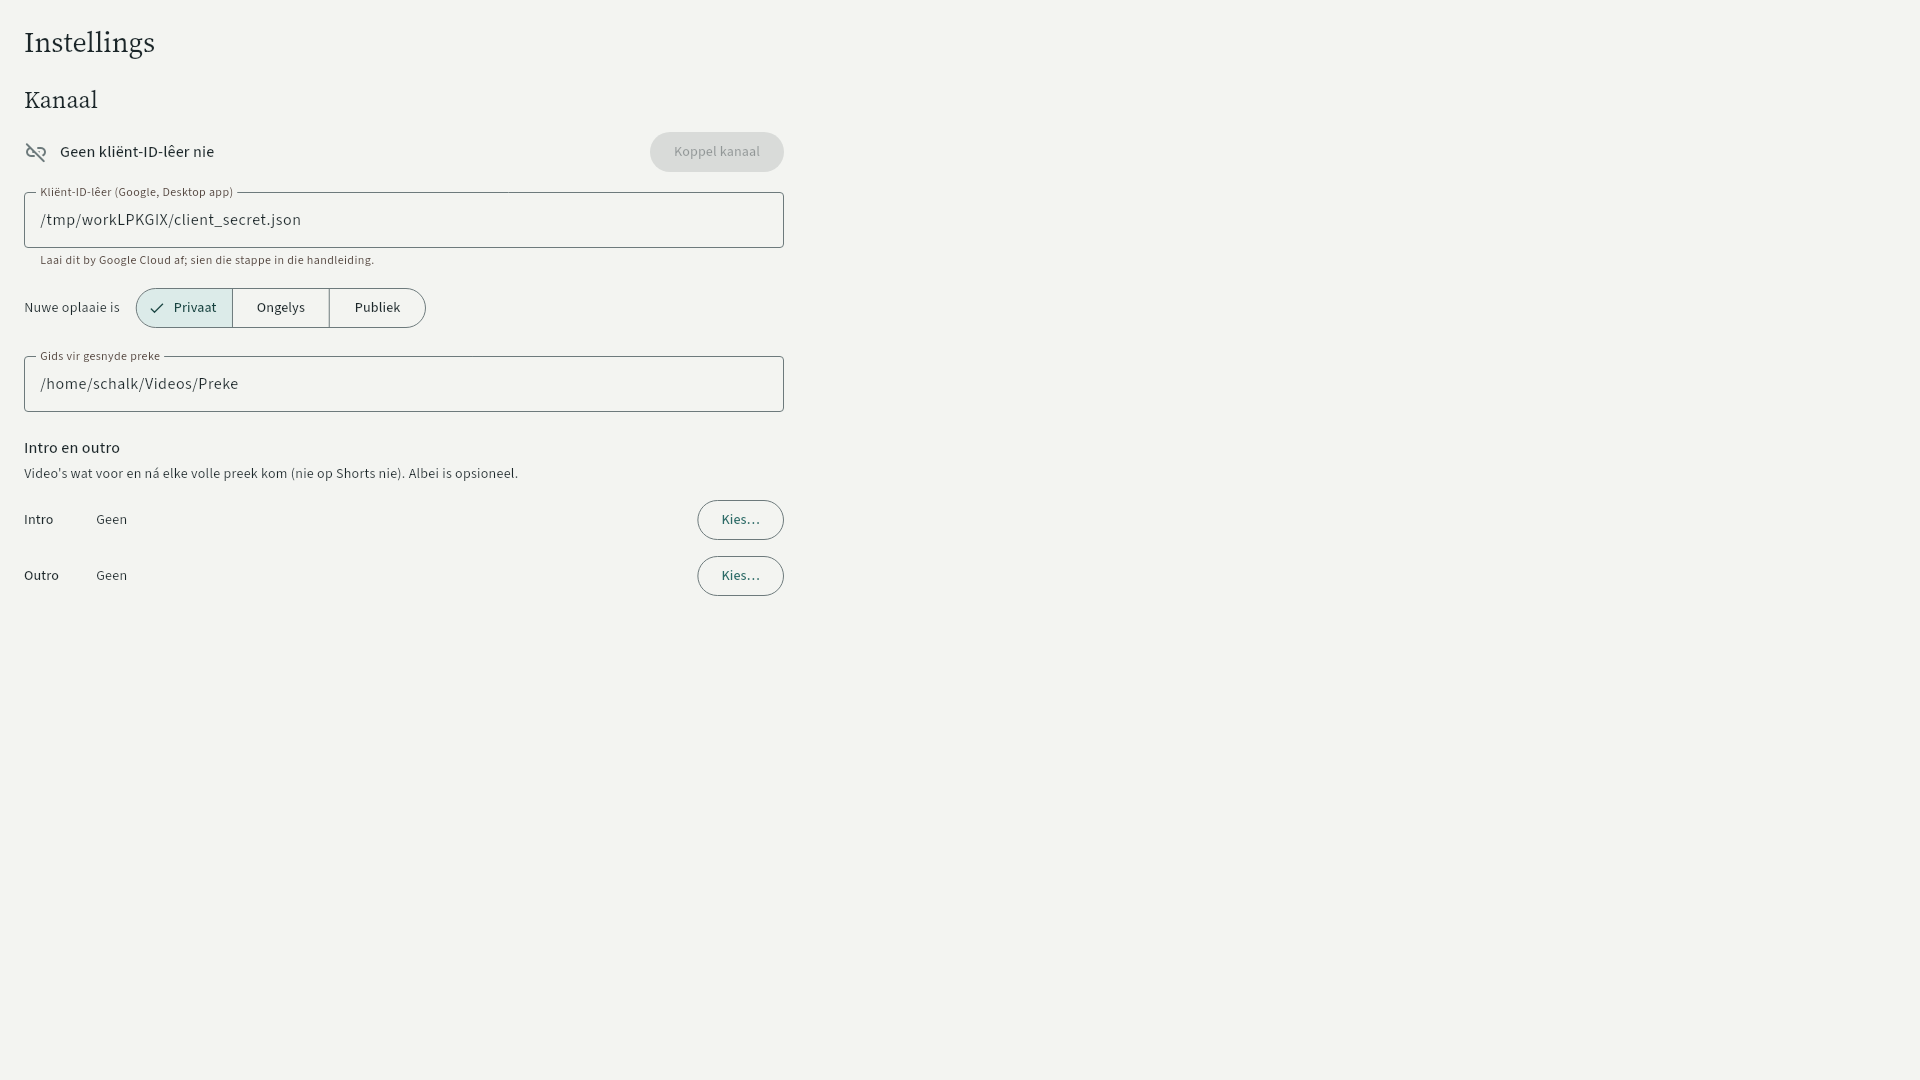 Instellings
Kanaal
Geen kliënt-ID-lêer nie
Koppel kanaal
Kliënt-ID-lêer (Google, Desktop app)
/tmp/workLPKGIX/client_secret.json
Laai dit by Google Cloud af; sien die stappe in die handleiding.
Nuwe oplaaie is
Privaat
Ongelys
Publiek
Gids vir gesnyde preke
/home/schalk/Videos/Preke
Intro en outro
Video's wat voor en ná elke volle preek kom (nie op Shorts nie). Albei is opsioneel.
Intro
Geen
Kies…
Outro
Geen
Kies…